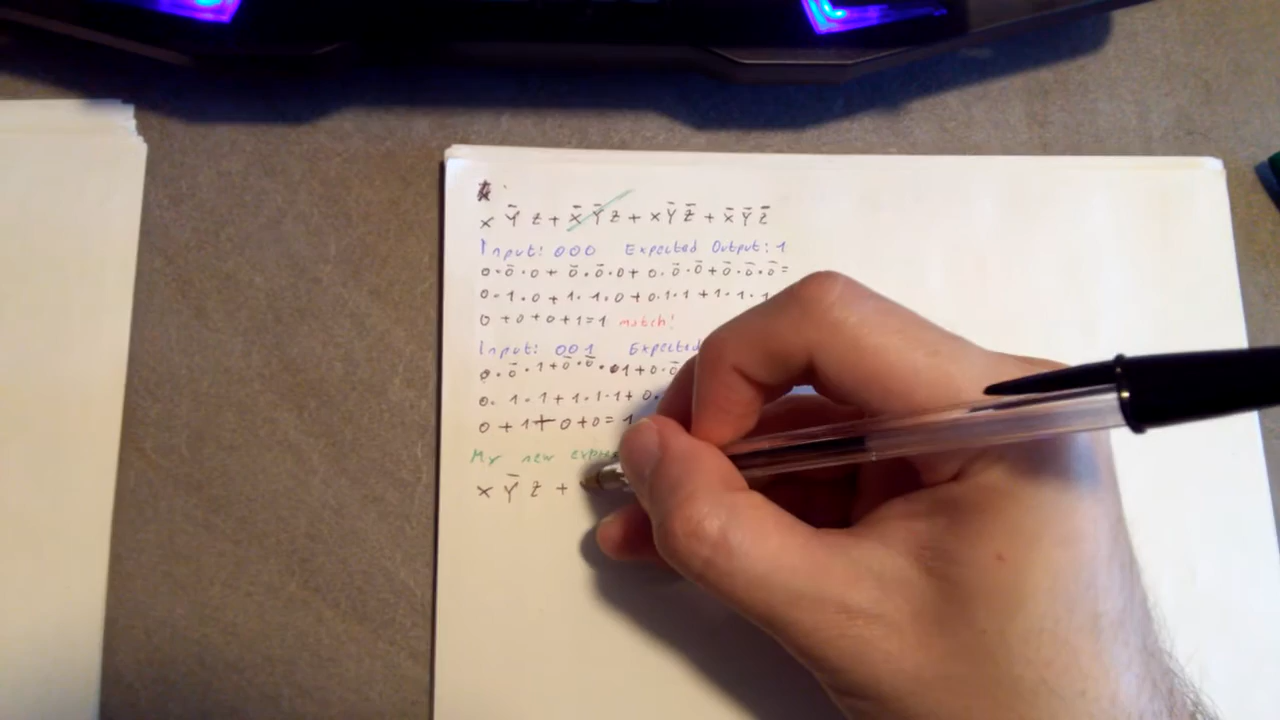 x Ȳ z + x̄ Ȳ z + x Ȳ z̄ + x̄ Ȳ z̄
Input: 000 Expected Output: 1
0·0̄·0 + 0̄·0̄·0 + 0·0̄·0̄ + 0̄·0̄·0̄ =
0·1·0 + 1·1·0 + 0·1·1 + 1·1·1
0 + 0 + 0 + 1 = 1 match!
Input: 001 Expected
0·0̄·1 + 0̄·0̄·1 + 0·0̄
0·1·1 + 1·1·1 + 0·
0 + 1 + 0 + 0 = 1
My new
x Ȳ z +